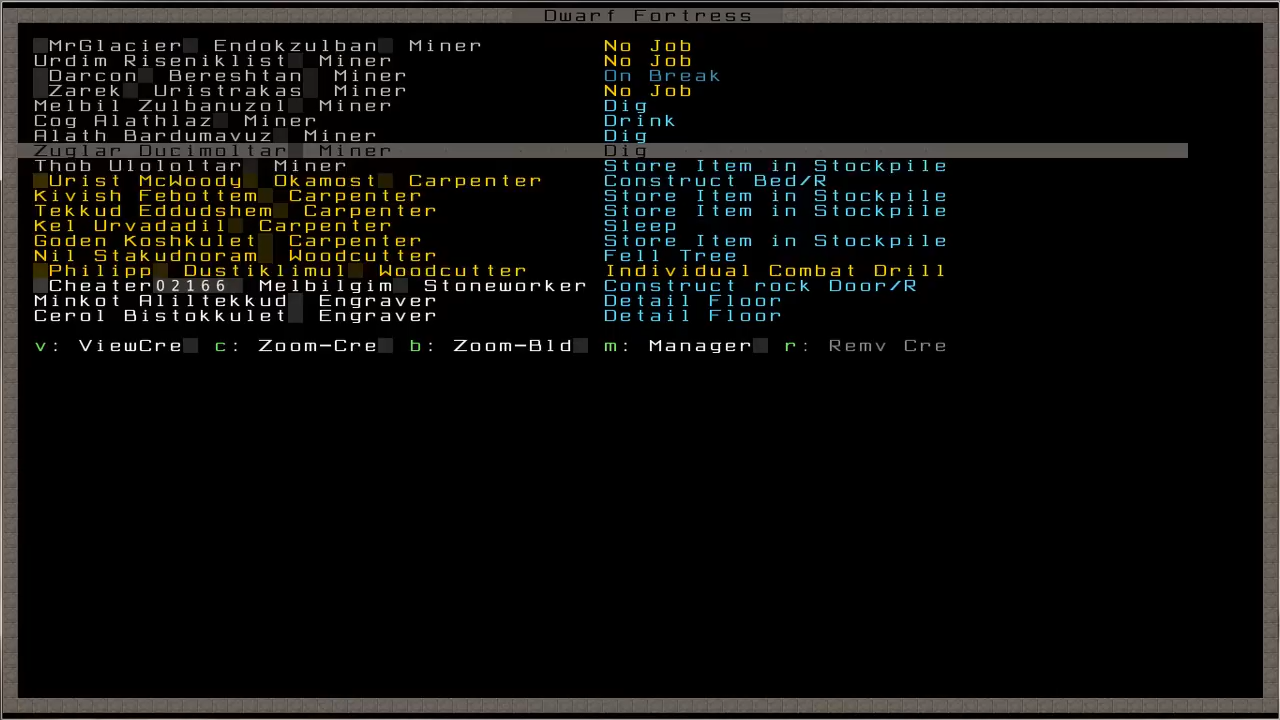 Dwarf Fortress
MrGlacier Endokzulban Miner No Job
Urdim Riseniklist Miner No Job
Darcon Bereshtan Miner On Break
Zarek Uristrakas Miner No Job
Melbil Zulbanuzol Miner Dig
Cog Alathlaz Miner Drink
Alath Bardumavuz Miner Dig
Zuglar Ducimoltar Miner Dig
Thob Ulololtar Miner Store Item in Stockpile
Urist McWoody Okamost Carpenter Construct Bed/R
Kivish Febottem Carpenter Store Item in Stockpile
Tekkud Eddudshem Carpenter Store Item in Stockpile
Kel Urvadadil Carpenter Sleep
Goden Koshkulet Carpenter Store Item in Stockpile
Nil Stakudnoram Woodcutter Fell Tree
Philipp Dustiklimul Woodcutter Individual Combat Drill
Cheater02166 Melbilgim Stoneworker Construct rock Door/R
Minkot Aliltekkud Engraver Detail Floor
Cerol Bistokkulet Engraver Detail Floor
v: ViewCre c: Zoom-Cre b: Zoom-Bld m: Manager r: Remv Cre